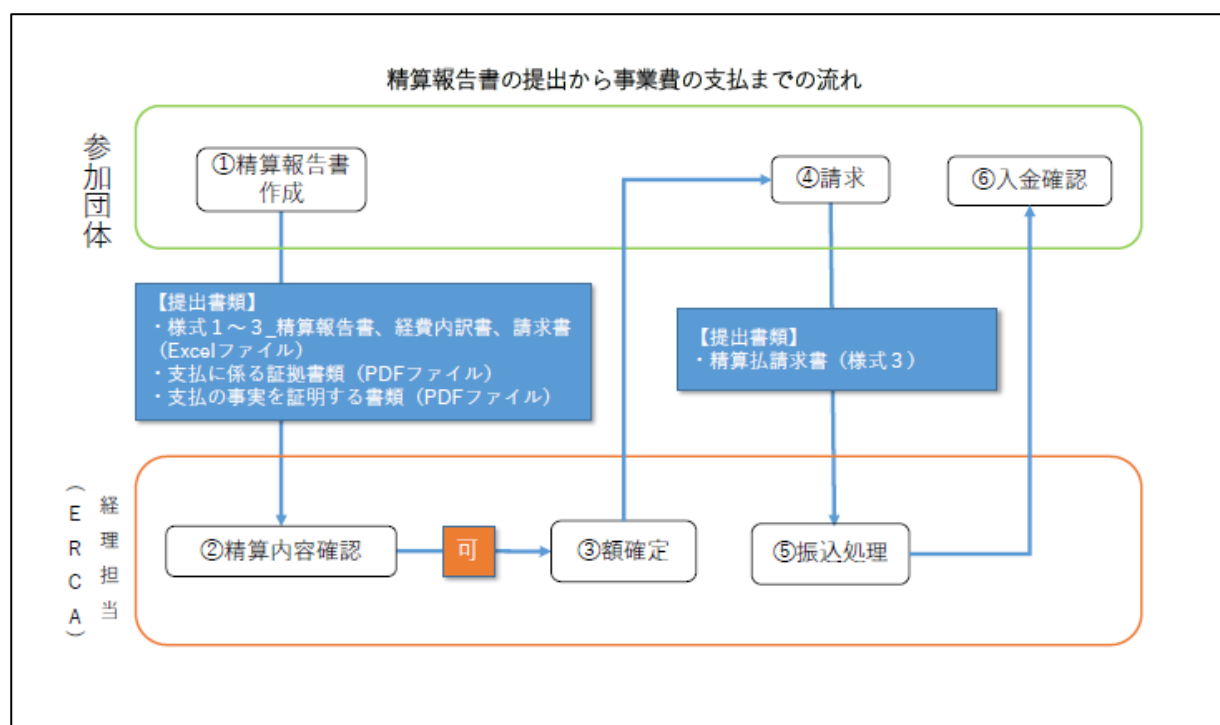 精算報告書の提出から事業費の支払までの流れ
参加団体
①精算報告書
作成
④請求
⑥入金確認
【提出書類】
・様式１～３_精算報告書、経費内訳書、請求書
（Excelファイル）
・支払に係る証拠書類（PDFファイル）
・支払の事実を証明する書類（PDFファイル）
【提出書類】
・精算払請求書（様式３）
経理担当
（ERCA）
②精算内容確認
可
③額確定
⑤振込処理